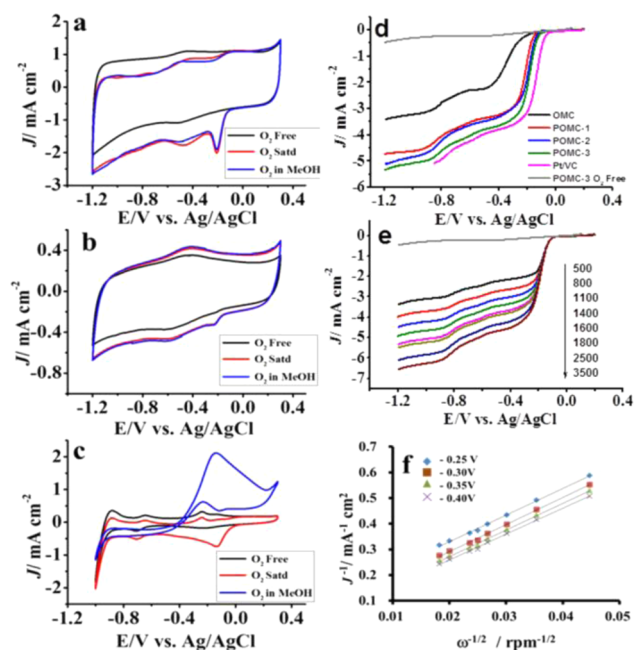 a
J/ mA cm-2
2
1
0
-1
-2
-3
-1.2 -0.8 -0.4 0.0 0.4
E/V vs. Ag/AgCl
O2 Free
O2 Satd
O2 in MeOH
b
J/ mA cm-2
0.4
0.0
-0.4
-0.8
-1.2 -0.8 -0.4 0.0 0.4
E/V vs. Ag/AgCl
O2 Free
O2 Satd
O2 in MeOH
c
J/ mA cm-2
2
1
0
-1
-2
-1.2 -0.8 -0.4 0.0 0.4
E/V vs. Ag/AgCl
O2 Free
O2 Satd
O2 in MeOH
d
J/ mA cm-2
0
-1
-2
-3
-4
-5
-6
-1.2 -0.8 -0.4 0.0 0.4
E/V vs. Ag/AgCl
OMC
POMC-1
POMC-2
POMC-3
Pt/VC
POMC-3 O2 Free
e
J/ mA cm-2
0
-1
-2
-3
-4
-5
-6
-7
-1.2 -0.8 -0.4 0.0 0.4
E/V vs. Ag/AgCl
500
800
1100
1400
1600
1800
2500
3500
f
J-1/ mA-1 cm2
0.7
0.6
0.5
0.4
0.3
0.2
0.1
0.01 0.02 0.03 0.04 0.05
ω-1/2 / rpm-1/2
- 0.25 V
- 0.30V
- 0.35V
- 0.40V